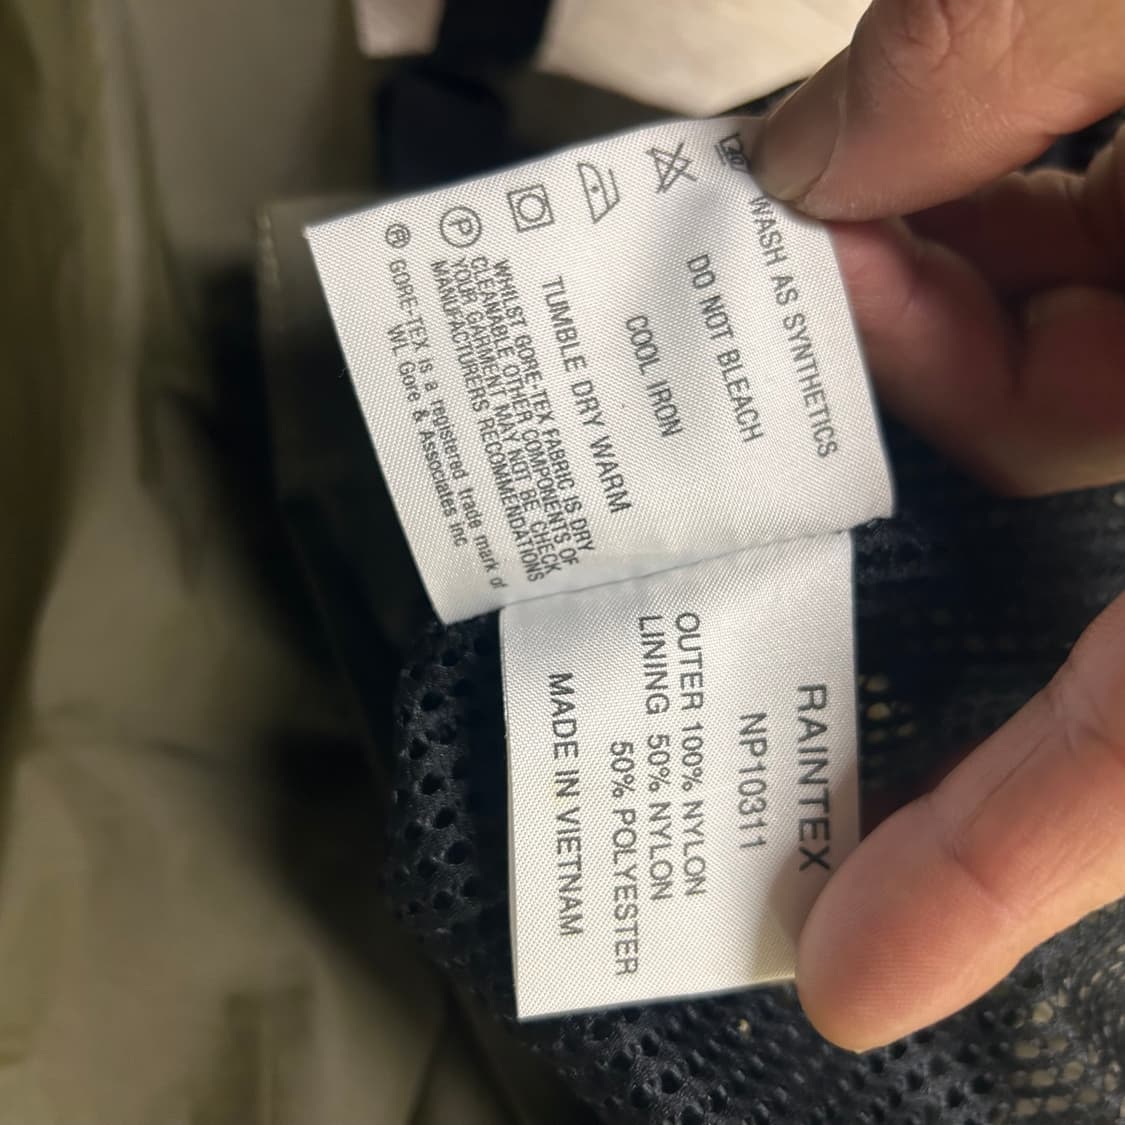 40
WASH AS SYNTHETICS
DO NOT BLEACH
COOL IRON
TUMBLE DRY WARM
P
WHILST GORE-TEX FABRIC IS DRY
CLEANABLE OTHER COMPONENTS OF
YOUR GARMENT MAY NOT BE. CHECK
MANUFACTURERS RECOMMENDATIONS
® GORE-TEX is a registered trade mark of
WL Gore & Associates Inc
RAINTEX
NP10311
OUTER 100% NYLON
LINING 50% NYLON
50% POLYESTER
MADE IN VIETNAM